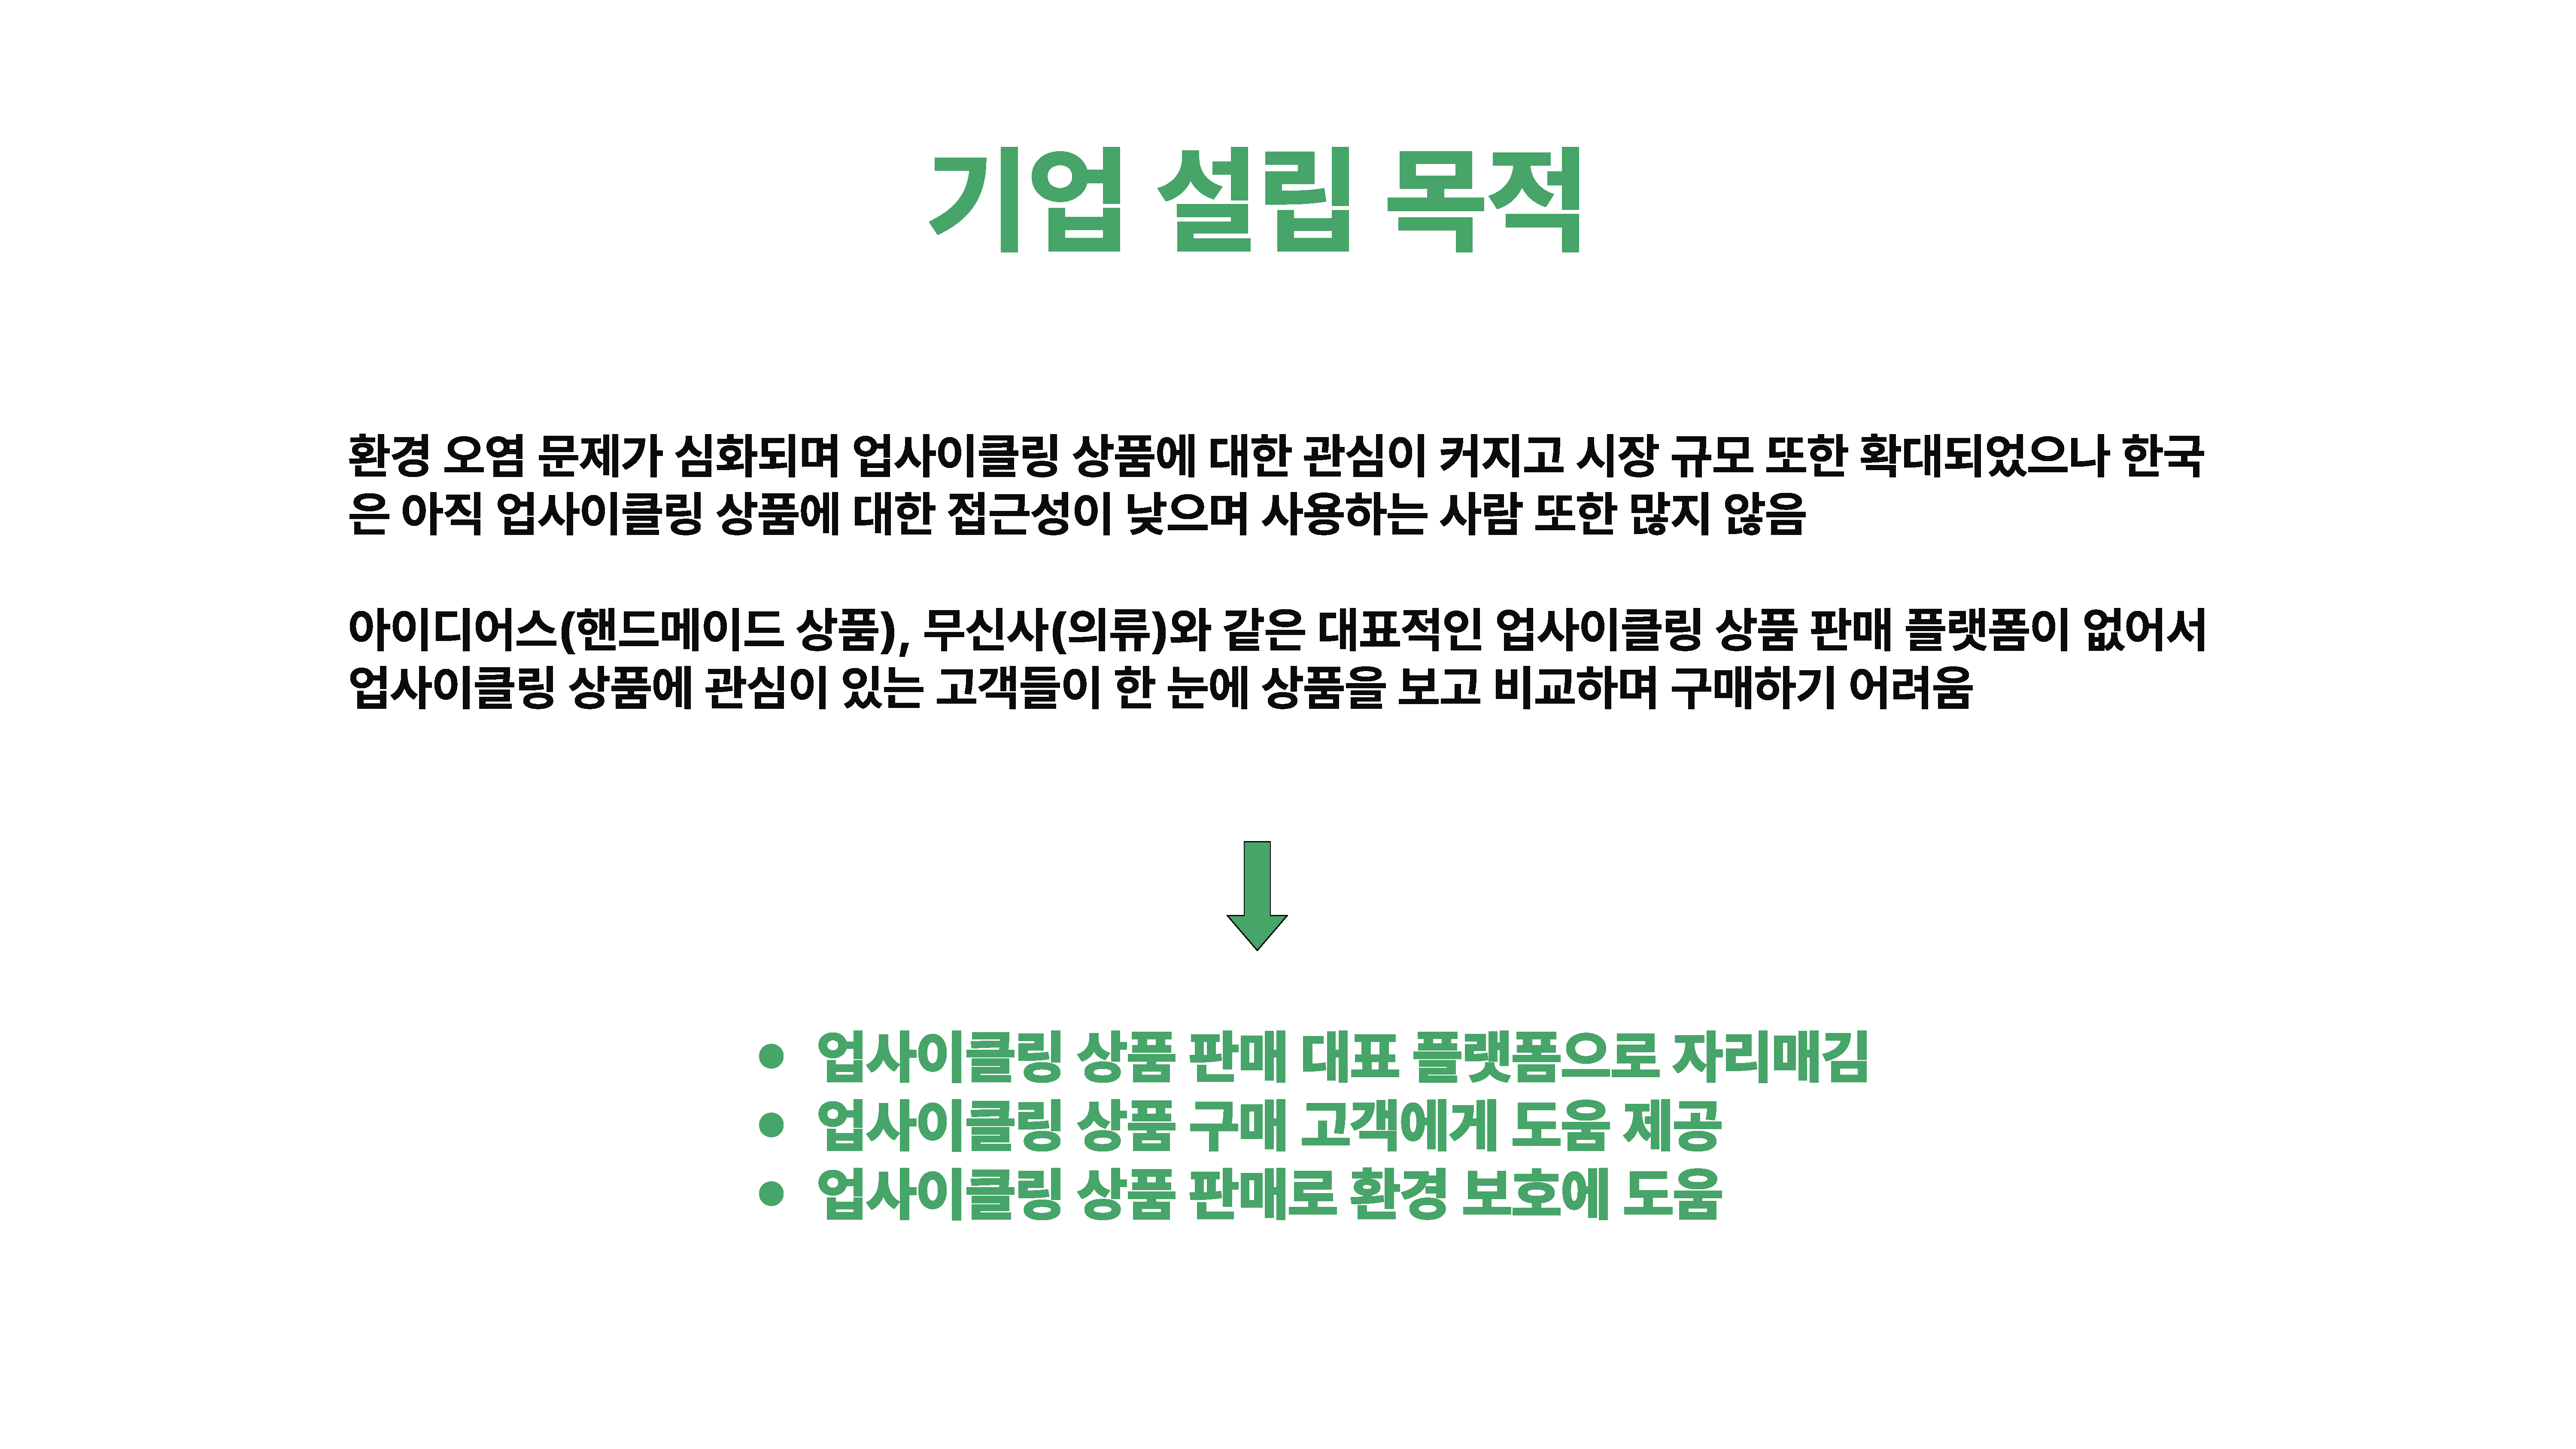 기업 설립 목적
환경 오염 문제가 심화되며 업사이클링 상품에 대한 관심이 커지고 시장 규모 또한 확대되었으나 한국
은 아직 업사이클링 상품에 대한 접근성이 낮으며 사용하는 사람 또한 많지 않음
아이디어스(핸드메이드 상품), 무신사(의류)와 같은 대표적인 업사이클링 상품 판매 플랫폼이 없어서
업사이클링 상품에 관심이 있는 고객들이 한 눈에 상품을 보고 비교하며 구매하기 어려움
● 업사이클링 상품 판매 대표 플랫폼으로 자리매김
● 업사이클링 상품 구매 고객에게 도움 제공
● 업사이클링 상품 판매로 환경 보호에 도움